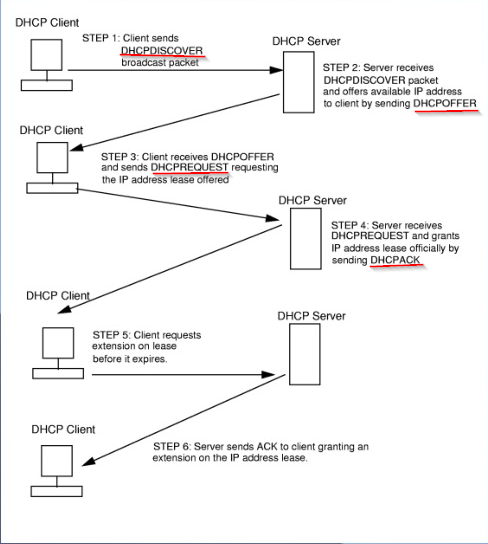 DHCP Client
STEP 1: Client sends
DHCPDISCOVER
broadcast packet
DHCP Server
STEP 2: Server receives
DHCPDISCOVER packet
and offers available IP address
to client by sending DHCPOFFER
DHCP Client
STEP 3: Client receives DHCPOFFER
and sends DHCPREQUEST requesting
the IP address lease offered
DHCP Server
STEP 4: Server receives
DHCPREQUEST and grants
IP address lease officially by
sending DHCPACK
DHCP Client
DHCP Server
STEP 5: Client requests
extension on lease
before it expires.
DHCP Client
STEP 6: Server sends ACK to client granting an
extension on the IP address lease.